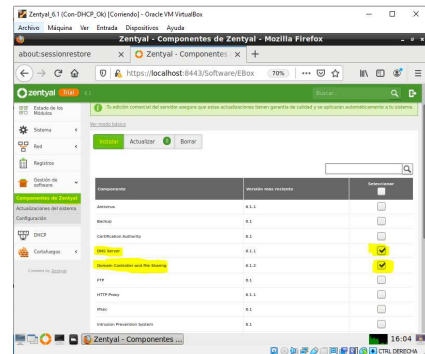 Zentyal_6.1 (Con-DHCP_Ok) [Corriendo] - Oracle VM VirtualBox
Archivo Máquina Ver Entrada Dispositivos Ayuda
Zentyal - Componentes de Zentyal - Mozilla Firefox
about:sessionrestore
Zentyal - Componentes
https://localhost:8443/Software/EBox
70%
zentyal Trial 6.1
Buscar...
Estado de los Módulos
Sistema
Red
Registros
Gestión de software
Componentes de Zentyal
Actualizaciones del sistema
Configuración
DHCP
Cortafuegos
Created by Zentyal
Tu edición comercial del servidor asegura que estas actualizaciones tienen garantía de calidad y se aplicarán automáticamente a tu sistema.
Ver modo básico
Instalar Actualizar Borrar
Componente Versión más reciente Seleccionar
Antivirus 6.1.1
Backup 6.1
Certification Authority 6.1
DNS Server 6.1.1
Domain Controller and File Sharing
FTP 6.1
HTTP Proxy 6.1.1
IPsec 6.1
Intrusion Prevention System 6.1
Zentyal - Componentes ...
16:04
CTRL DERECHA